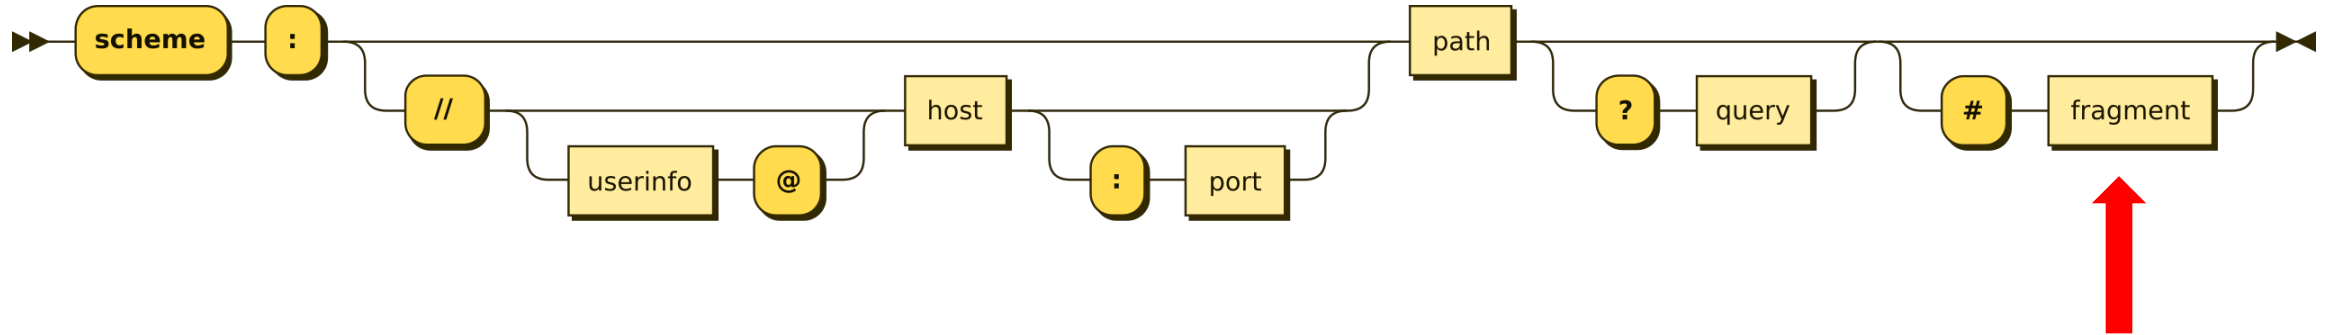 scheme : path
// host ? query # fragment
userinfo @ : port